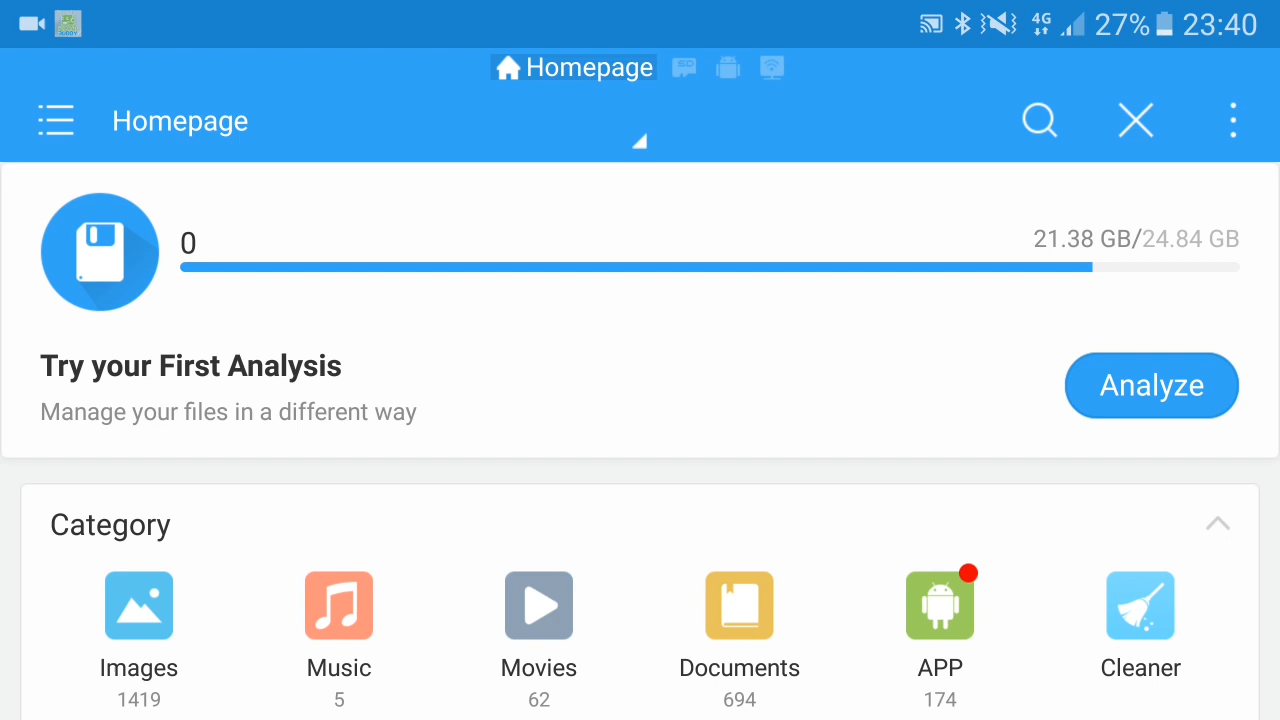 4G 27% 23:40
Homepage SD
Homepage
0 21.38 GB/24.84 GB
Try your First Analysis
Manage your files in a different way
Analyze
Category
Images Music Movies Documents APP Cleaner
1419 5 62 694 174